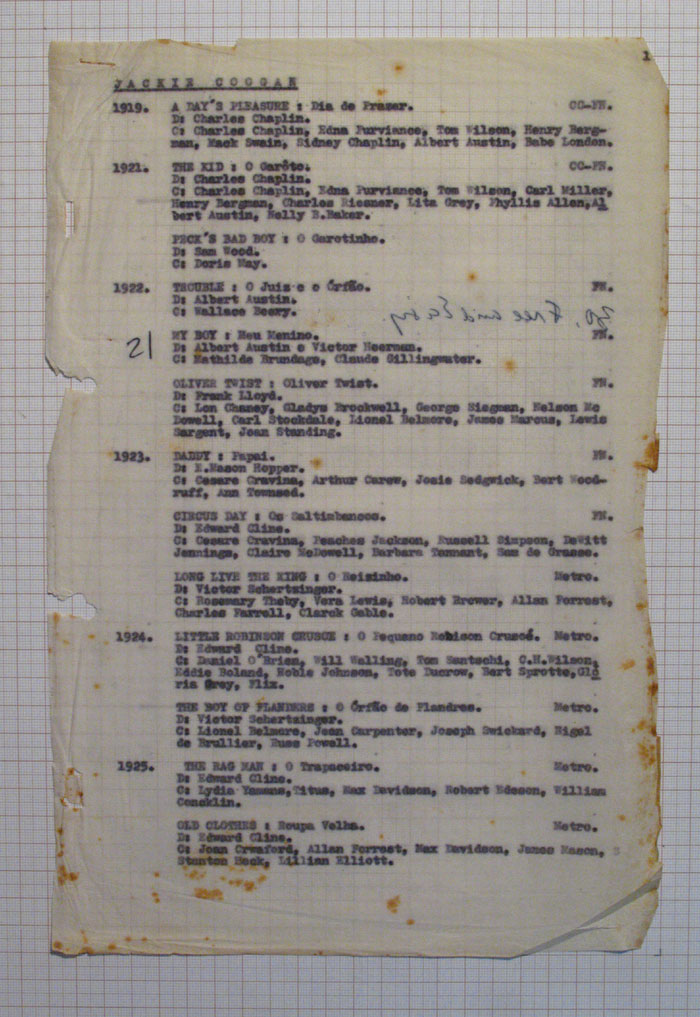 1
JACKIE COOGAN
1919. A DAY'S PLEASURE : Dia de Prazer. CC-FN.
D: Charles Chaplin.
C: Charles Chaplin, Edna Purviance, Tom Wilson, Henry Berg-
man, Mack Swain, Sidney Chaplin, Albert Austin, Babe London.
1921. THE KID : O Garôto. CC-FN.
D: Charles Chaplin.
C: Charles Chaplin, Edna Purviance, Tom Wilson, Carl Miller,
Henry Bergman, Charles Riesner, Lita Grey, Phyllis Allen,Al
bert Austin, Nelly B.Baker.
PECK'S BAD BOY : O Garotinho.
D: Sam Wood.
C: Doris May.
1922. TROUBLE : O Juiz e o Órfão. FN.
D: Albert Austin.
C: Wallace Beery.
30, Free and Easy
MY BOY : Meu Menino. FN.
21 D: Albert Austin e Victor Heerman.
C: Mathilde Brundage, Claude Gillingwater.
OLIVER TWIST : Oliver Twist. FN.
D: Frank Lloyd.
C: Lon Chaney, Gladys Brockwell, George Siegman, Nelson Mc
Dowell, Carl Stockdale, Lionel Belmore, James Marcus, Lewis
Sargent, Joan Standing.
1923. DADDY : Papai. FN.
D: E.Mason Hopper.
C: Cesare Cravina, Arthur Carew, Josie Sedgwick, Bert Wood-
ruff, Ann Townsed.
CIRCUS DAY : Os Saltimbancos. FN.
D: Edward Cline.
C: Cesare Cravina, Peaches Jackson, Russell Simpson, DeWitt
Jennings, Claire McDowell, Barbara Tennant, Sam de Grasse.
LONG LIVE THE KING : O Reizinho. Metro.
D: Victor Schertzinger.
C: Rosemary Theby, Vera Lewis, Robert Brower, Allan Forrest,
Charles Farrell, Clarck Gable.
1924. LITTLE ROBINSON CRUSOE : O Pequeno Robison Crusoé. Metro.
D: Edward Cline.
C: Daniel O'Brien, Will Walling, Tom Santschi, C.H.Wilson,
Eddie Boland, Noble Johnson, Tote Ducrow, Bert Sprotte,Glo
ria Grey, Flix.
THE BOY OF FLANDERS : O Órfão de Flandres. Metro.
D: Victor Schertzinger.
C: Lionel Belmore, Jean Carpenter, Joseph Swickard, Nigel
de Brullier, Russ Powell.
1925. THE RAG MAN : O Trapaceiro. Metro.
D: Edward Cline.
C: Lydia Yamans,Titus, Max Davidson, Robert Edeson, William
Concklin.
OLD CLOTHES : Roupa Velha. Metro.
D: Edward Cline.
C: Joan Crwaford, Allan Forrest, Max Davidson, James Mason,
Stanton Heck, Lillian Elliott.